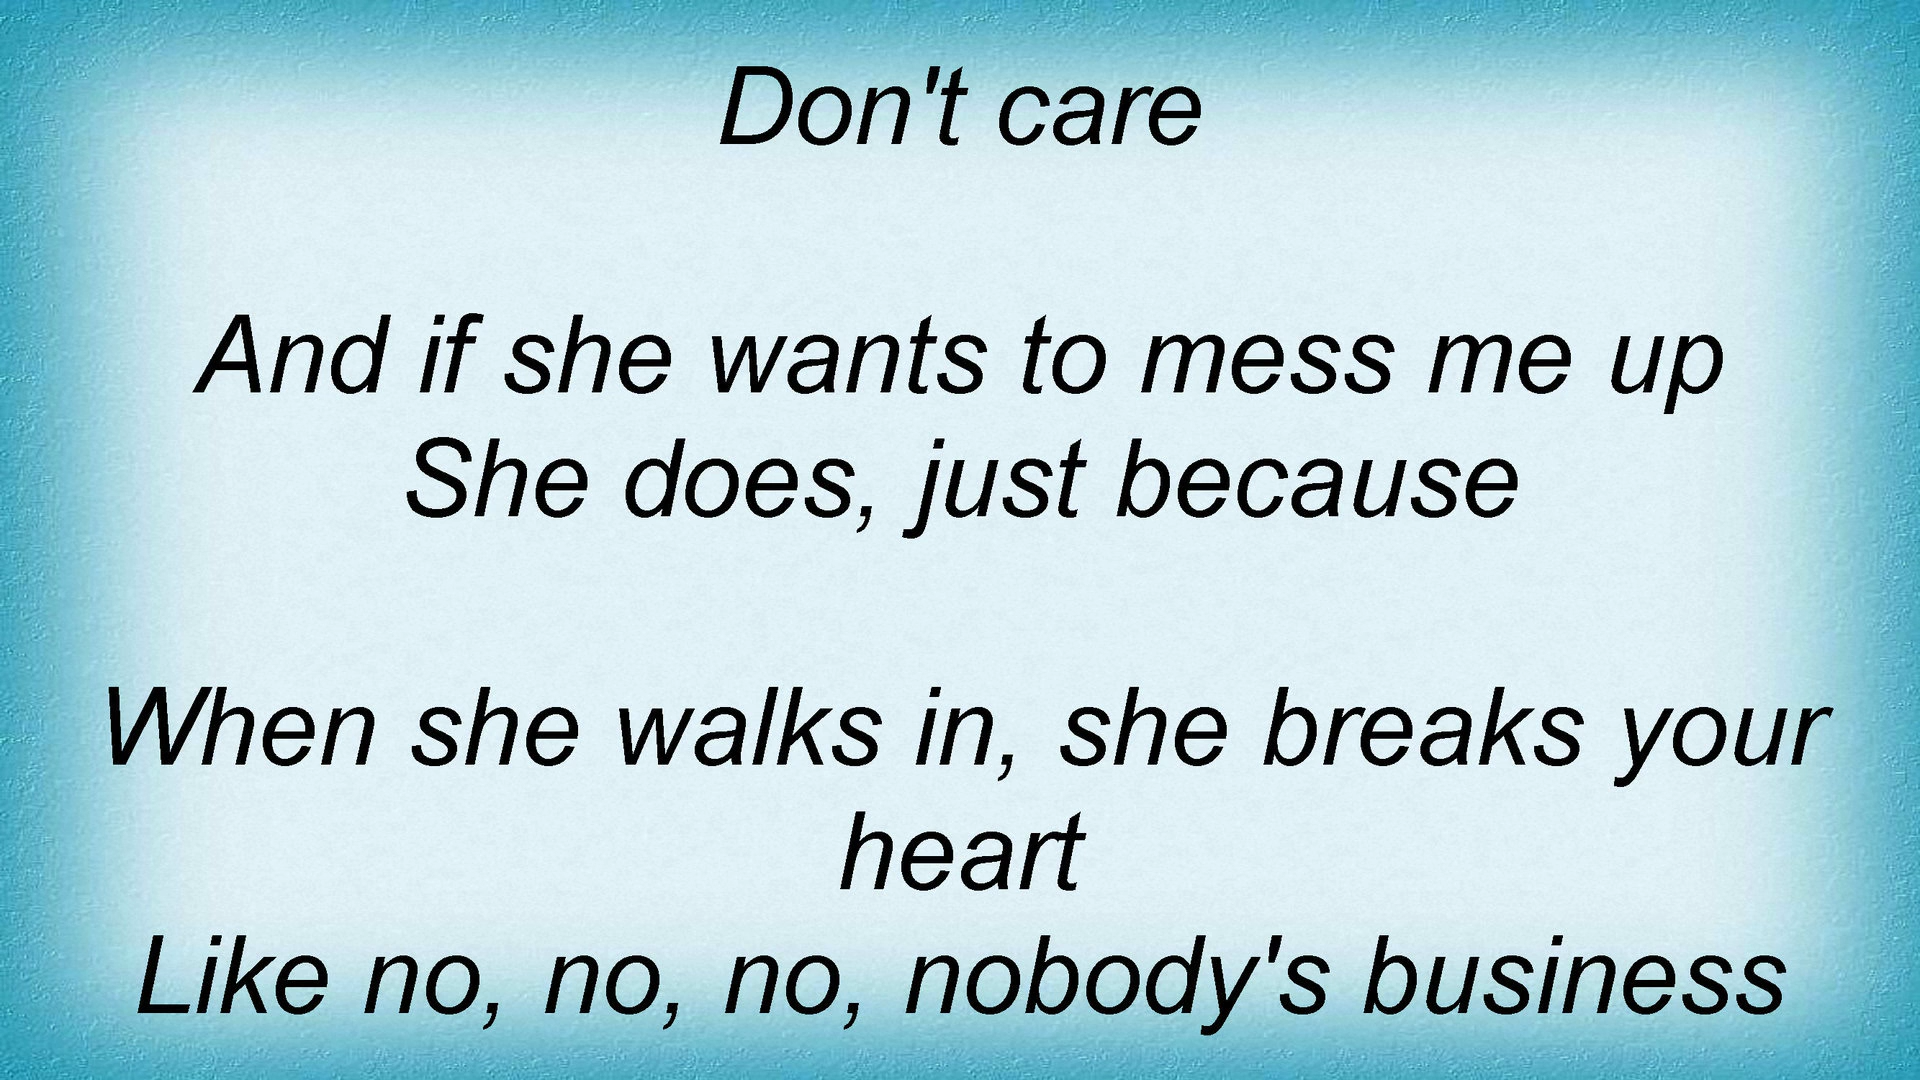 Don't care
And if she wants to mess me up
She does, just because
When she walks in, she breaks your
heart
Like no, no, no, nobody's business